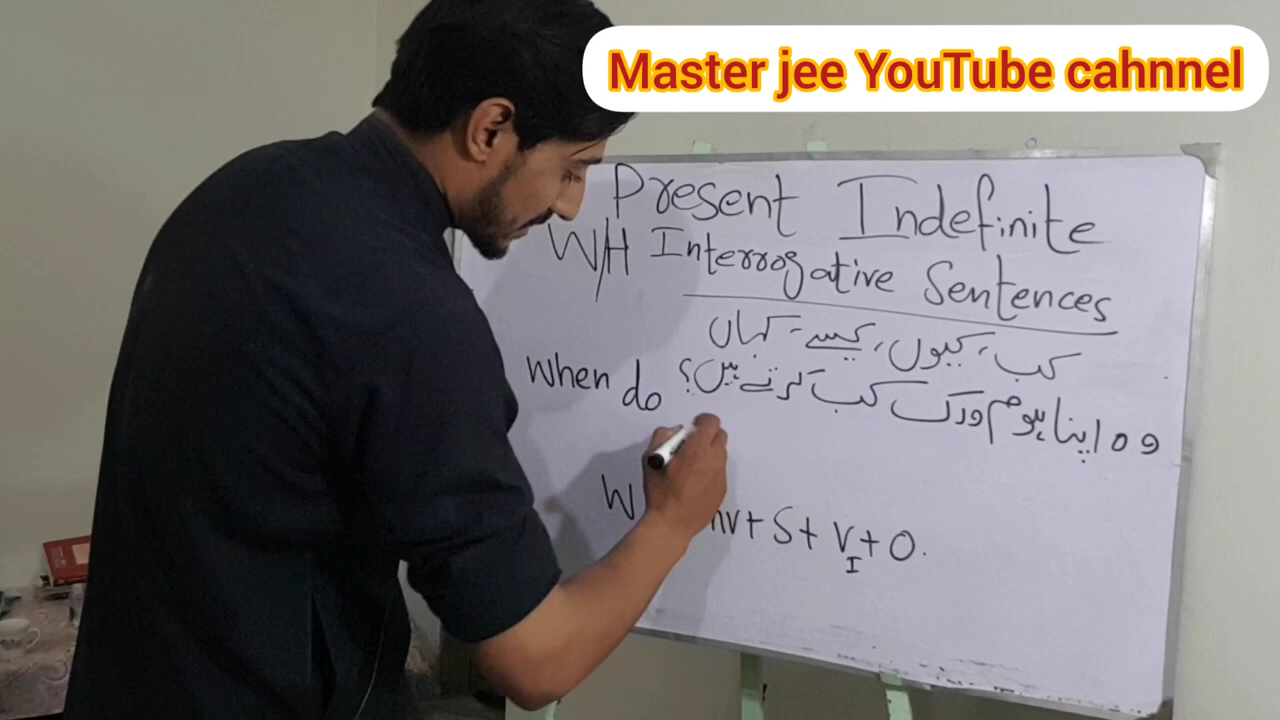 Master jee YouTube cahnnel
Present Indefinite
W/H Interrogative Sentences
کب، کیوں، کیسے - کہاں
وہ اپنا ہوم ورک کب کرتے ہیں؟
When do
W hv + S + V + O.
I